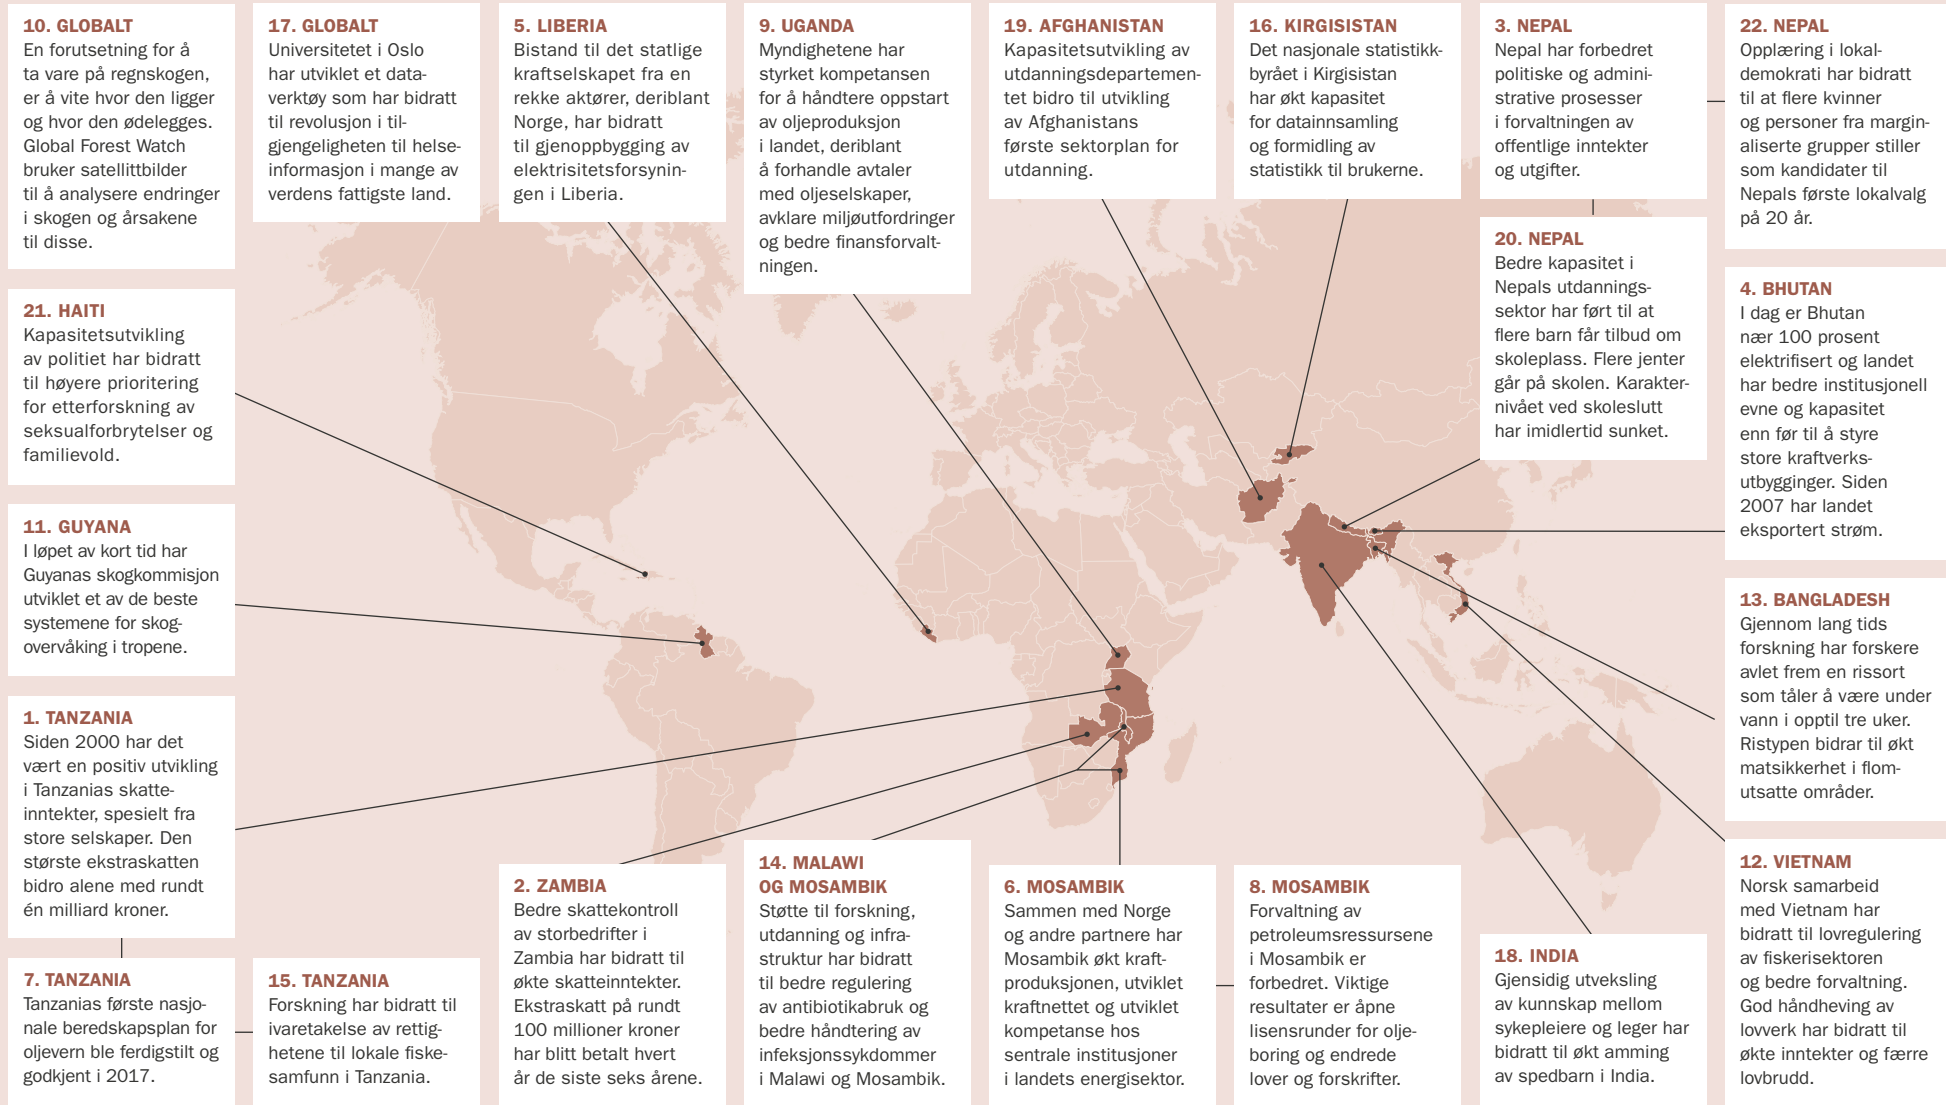 10. GLOBALT
En forutsetning for å
ta vare på regnskogen,
er å vite hvor den ligger
og hvor den ødelegges.
Global Forest Watch
bruker satellittbilder
til å analysere endringer
i skogen og årsakene
til disse.
17. GLOBALT
Universitetet i Oslo
har utviklet et data-
verktøy som har bidratt
til revolusjon i til-
gjengeligheten til helse-
informasjon i mange av
verdens fattigste land.
5. LIBERIA
Bistand til det statlige
kraftselskapet fra en
rekke aktører, deriblant
Norge, har bidratt
til gjenoppbygging av
elektrisitetsforsynin-
gen i Liberia.
9. UGANDA
Myndighetene har
styrket kompetansen
for å håndtere oppstart
av oljeproduksjon
i landet, deriblant
å forhandle avtaler
med oljeselskaper,
avklare miljøutfordringer
og bedre finansforvalt-
ningen.
19. AFGHANISTAN
Kapasitetsutvikling av
utdanningsdepartemen-
tet bidro til utvikling
av Afghanistans
første sektorplan for
utdanning.
16. KIRGISISTAN
Det nasjonale statistikk-
byrået i Kirgisistan
har økt kapasitet
for datainnsamling
og formidling av
statistikk til brukerne.
3. NEPAL
Nepal har forbedret
politiske og admini-
strative prosesser
i forvaltningen av
offentlige inntekter
og utgifter.
22. NEPAL
Opplæring i lokal-
demokrati har bidratt
til at flere kvinner
og personer fra margin-
aliserte grupper stiller
som kandidater til
Nepals første lokalvalg
på 20 år.
20. NEPAL
Bedre kapasitet i
Nepals utdannings-
sektor har ført til at
flere barn får tilbud om
skoleplass. Flere jenter
går på skolen. Karakter-
nivået ved skoleslutt
har imidlertid sunket.
4. BHUTAN
I dag er Bhutan
nær 100 prosent
elektrifisert og landet
har bedre institusjonell
evne og kapasitet
enn før til å styre
store kraftverks-
utbygginger. Siden
2007 har landet
eksportert strøm.
21. HAITI
Kapasitetsutvikling
av politiet har bidratt
til høyere prioritering
for etterforskning av
seksualforbrytelser og
familievold.
11. GUYANA
I løpet av kort tid har
Guyanas skogkommisjon
utviklet et av de beste
systemene for skog-
overvåking i tropene.
13. BANGLADESH
Gjennom lang tids
forskning har forskere
avlet frem en rissort
som tåler å være under
vann i opptil tre uker.
Ristypen bidrar til økt
matsikkerhet i flom-
utsatte områder.
1. TANZANIA
Siden 2000 har det
vært en positiv utvikling
i Tanzanias skatte-
inntekter, spesielt fra
store selskaper. Den
største ekstraskatten
bidro alene med rundt
én milliard kroner.
7. TANZANIA
Tanzanias første nasjo-
nale beredskapsplan for
oljevern ble ferdigstilt og
godkjent i 2017.
15. TANZANIA
Forskning har bidratt til
ivaretakelse av rettig-
hetene til lokale fiske-
samfunn i Tanzania.
2. ZAMBIA
Bedre skattekontroll
av storbedrifter i
Zambia har bidratt til
økte skatteinntekter.
Ekstraskatt på rundt
100 millioner kroner
har blitt betalt hvert
år de siste seks årene.
14. MALAWI
OG MOSAMBIK
Støtte til forskning,
utdanning og infra-
struktur har bidratt
til bedre regulering
av antibiotikabruk og
bedre håndtering av
infeksjonssykdommer
i Malawi og Mosambik.
6. MOSAMBIK
Sammen med Norge
og andre partnere har
Mosambik økt kraft-
produksjonen, utviklet
kraftnettet og utviklet
kompetanse hos
sentrale institusjoner
i landets energisektor.
8. MOSAMBIK
Forvaltning av
petroleumsressursene
i Mosambik er
forbedret. Viktige
resultater er åpne
lisensrunder for olje-
boring og endrede
lover og forskrifter.
18. INDIA
Gjensidig utveksling
av kunnskap mellom
sykepleiere og leger har
bidratt til økt amming
av spedbarn i India.
12. VIETNAM
Norsk samarbeid
med Vietnam har
bidratt til lovregulering
av fiskerisektoren
og bedre forvaltning.
God håndheving av
lovverk har bidratt til
økte inntekter og færre
lovbrudd.